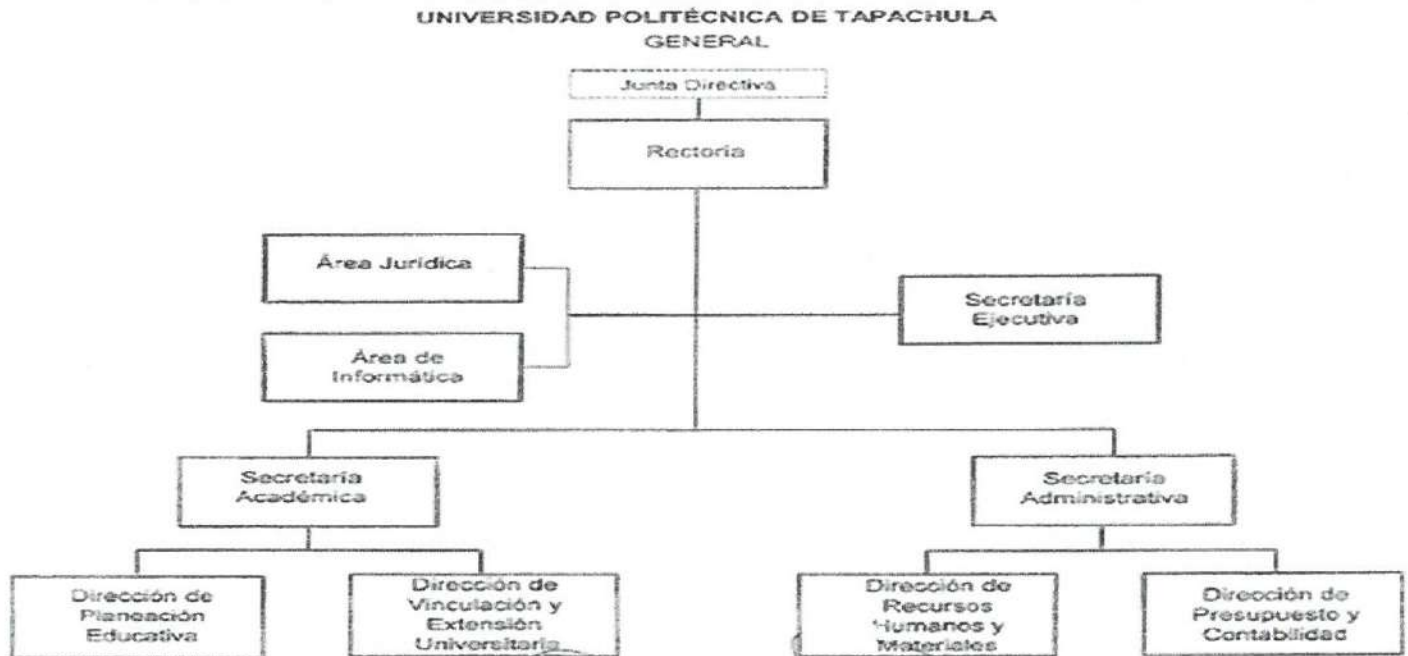 UNIVERSIDAD POLITÉCNICA DE TAPACHULA
GENERAL
Junta Directiva
Rectoría
Área Jurídica
Secretaría
Ejecutiva
Área de
Informática
Secretaría
Académica
Secretaría
Administrativa
Dirección de
Planeación
Educativa
Dirección de
Vinculación y
Extensión
Universitaria
Dirección de
Recursos
Humanos y
Materiales
Dirección de
Presupuesto y
Contabilidad